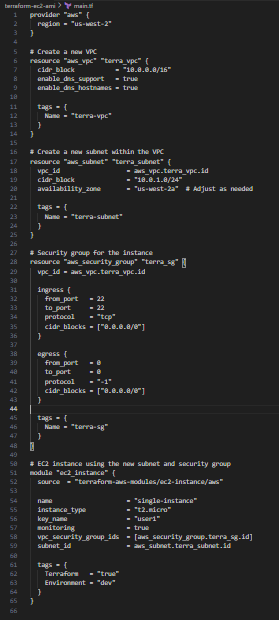 terraform-ec2-ami > main.tf
1 provider "aws" {
2 region = "us-west-2"
3 }
4
5 # Create a new VPC
6 resource "aws_vpc" "terra_vpc" {
7 cidr_block = "10.0.0.0/16"
8 enable_dns_support = true
9 enable_dns_hostnames = true
10
11 tags = {
12 Name = "terra-vpc"
13 }
14 }
15
16 # Create a new subnet within the VPC
17 resource "aws_subnet" "terra_subnet" {
18 vpc_id = aws_vpc.terra_vpc.id
19 cidr_block = "10.0.1.0/24"
20 availability_zone = "us-west-2a" # Adjust as needed
21
22 tags = {
23 Name = "terra-subnet"
24 }
25 }
26
27 # Security group for the instance
28 resource "aws_security_group" "terra_sg" {
29 vpc_id = aws_vpc.terra_vpc.id
30
31 ingress {
32 from_port = 22
33 to_port = 22
34 protocol = "tcp"
35 cidr_blocks = ["0.0.0.0/0"]
36 }
37
38 egress {
39 from_port = 0
40 to_port = 0
41 protocol = "-1"
42 cidr_blocks = ["0.0.0.0/0"]
43 }
44
45 tags = {
46 Name = "terra-sg"
47 }
48 }
49
50 # EC2 instance using the new subnet and security group
51 module "ec2_instance" {
52 source = "terraform-aws-modules/ec2-instance/aws"
53
54 name = "single-instance"
55 instance_type = "t2.micro"
56 key_name = "user1"
57 monitoring = true
58 vpc_security_group_ids = [aws_security_group.terra_sg.id]
59 subnet_id = aws_subnet.terra_subnet.id
60
61 tags = {
62 Terraform = "true"
63 Environment = "dev"
64 }
65 }
66